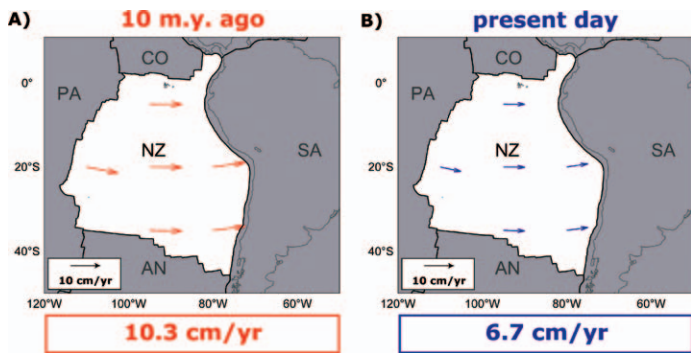 A) 10 m.y. ago
CO
0°
PA
NZ
SA
20°S
40°S
AN
10 cm/yr
120°W 100°W 80°W 60°W
10.3 cm/yr
B) present day
CO
0°
PA
NZ
SA
20°S
40°S
AN
10 cm/yr
120°W 100°W 80°W 60°W
6.7 cm/yr